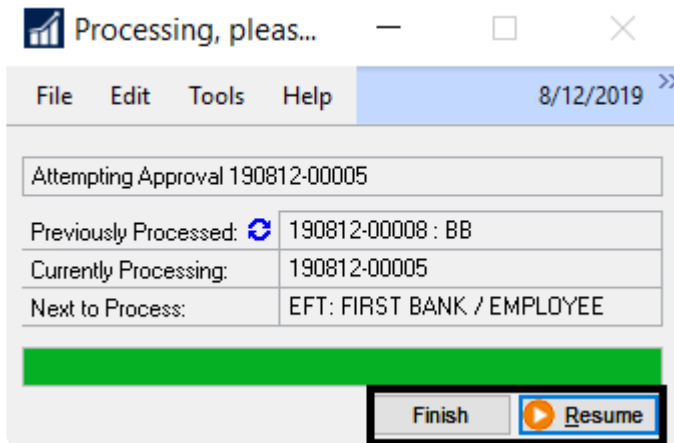 Processing, pleas...
File Edit Tools Help 8/12/2019 »
Attempting Approval 190812-00005
Previously Processed: 190812-00008 : BB
Currently Processing: 190812-00005
Next to Process: EFT: FIRST BANK / EMPLOYEE
Finish Resume